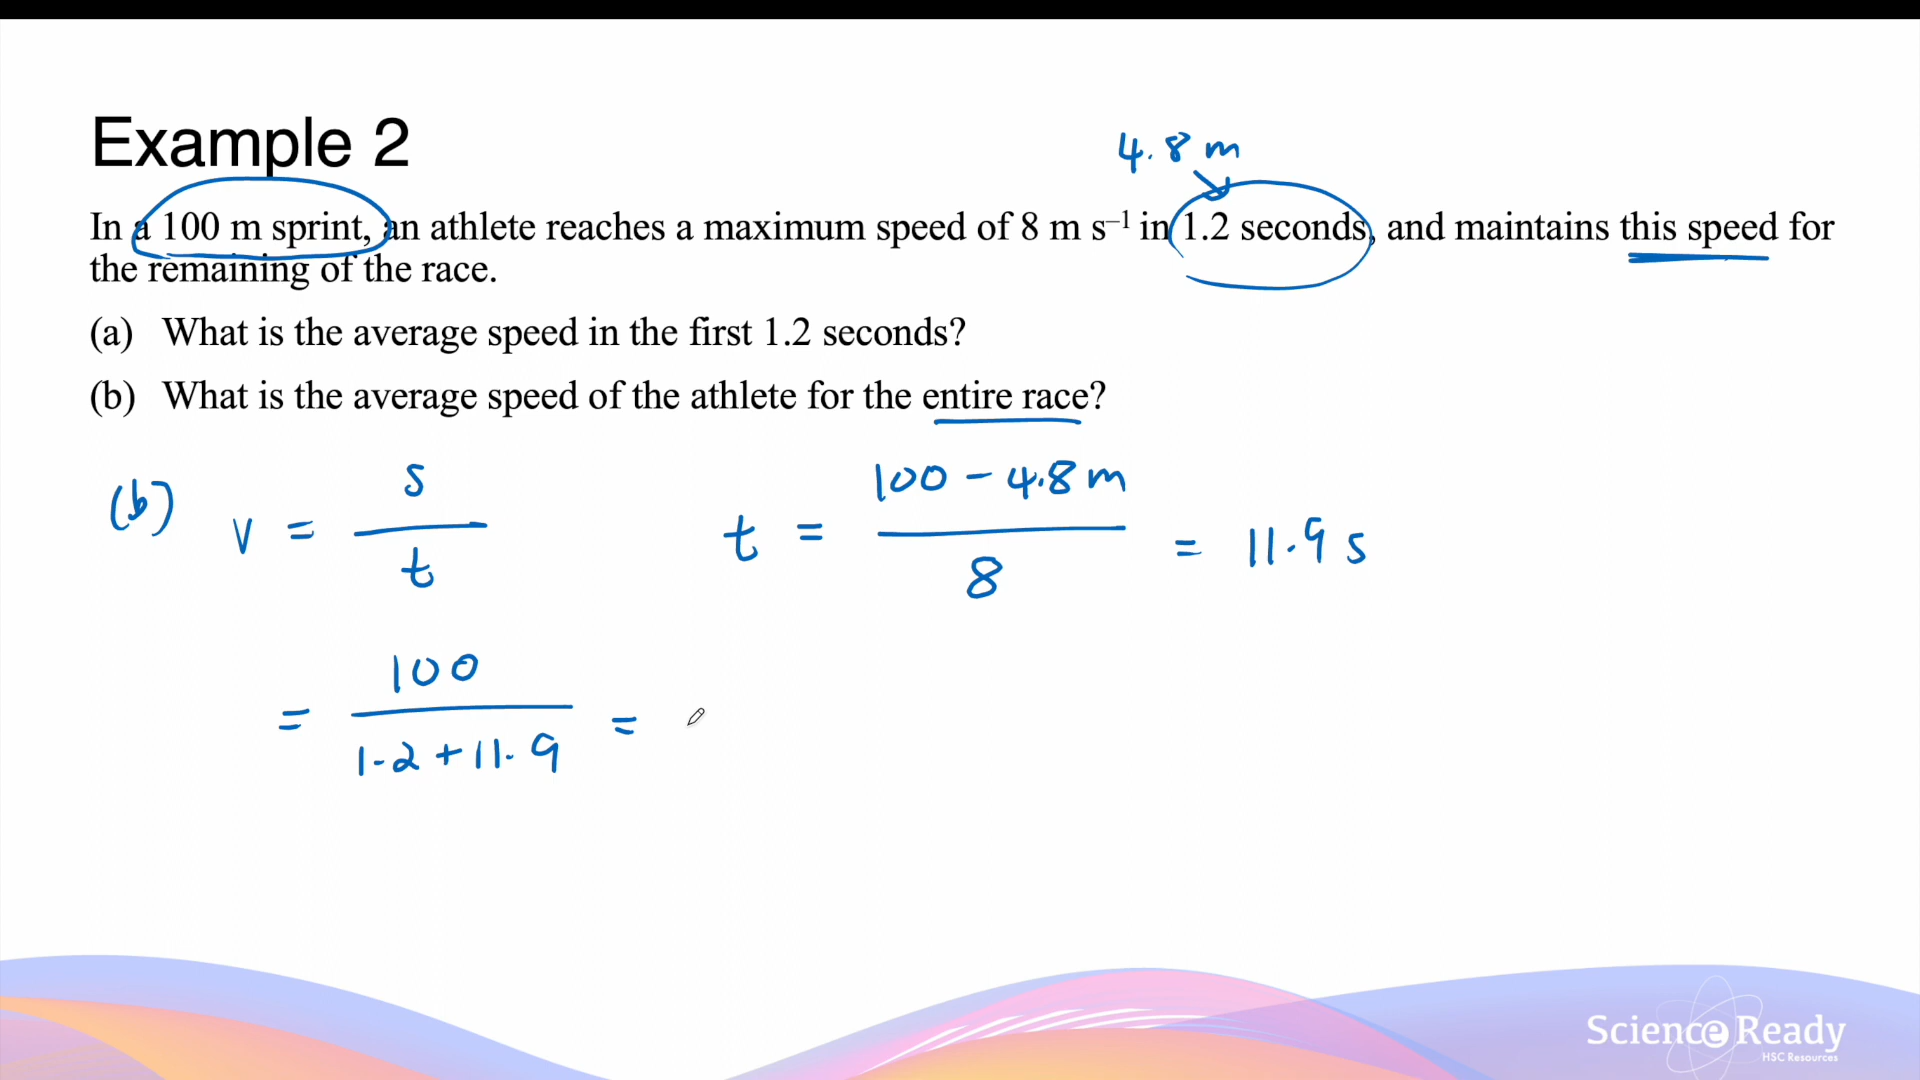 Example 2
4.8 m
In a 100 m sprint, an athlete reaches a maximum speed of 8 m s⁻¹ in 1.2 seconds, and maintains this speed for
the remaining of the race.
(a) What is the average speed in the first 1.2 seconds?
(b) What is the average speed of the athlete for the entire race?
(b) v = s / t
t = 100 - 4.8 m / 8 = 11.9 s
= 100 / 1.2 + 11.9 =
Science Ready
HSC Resources